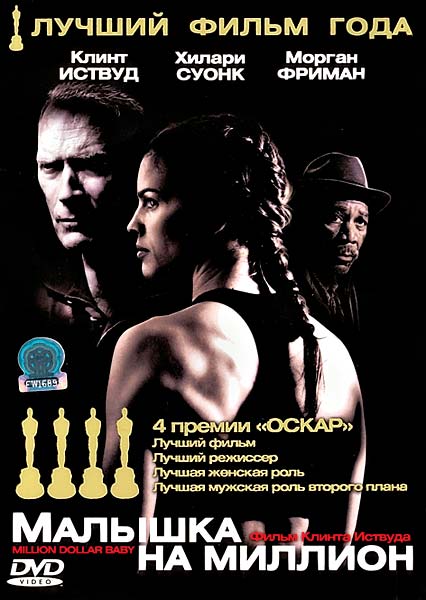 ЛУЧШИЙ ФИЛЬМ ГОДА
КЛИНТ ИСТВУД
ХИЛАРИ СУОНК
МОРГАН ФРИМАН
EW1689
4 премии «ОСКАР»
Лучший фильм
Лучший режиссер
Лучшая женская роль
Лучшая мужская роль второго плана
МАЛЫШКА
Фильм Клинта Иствуда
MILLION DOLLAR BABY
НА МИЛЛИОН
DVD
VIDEO